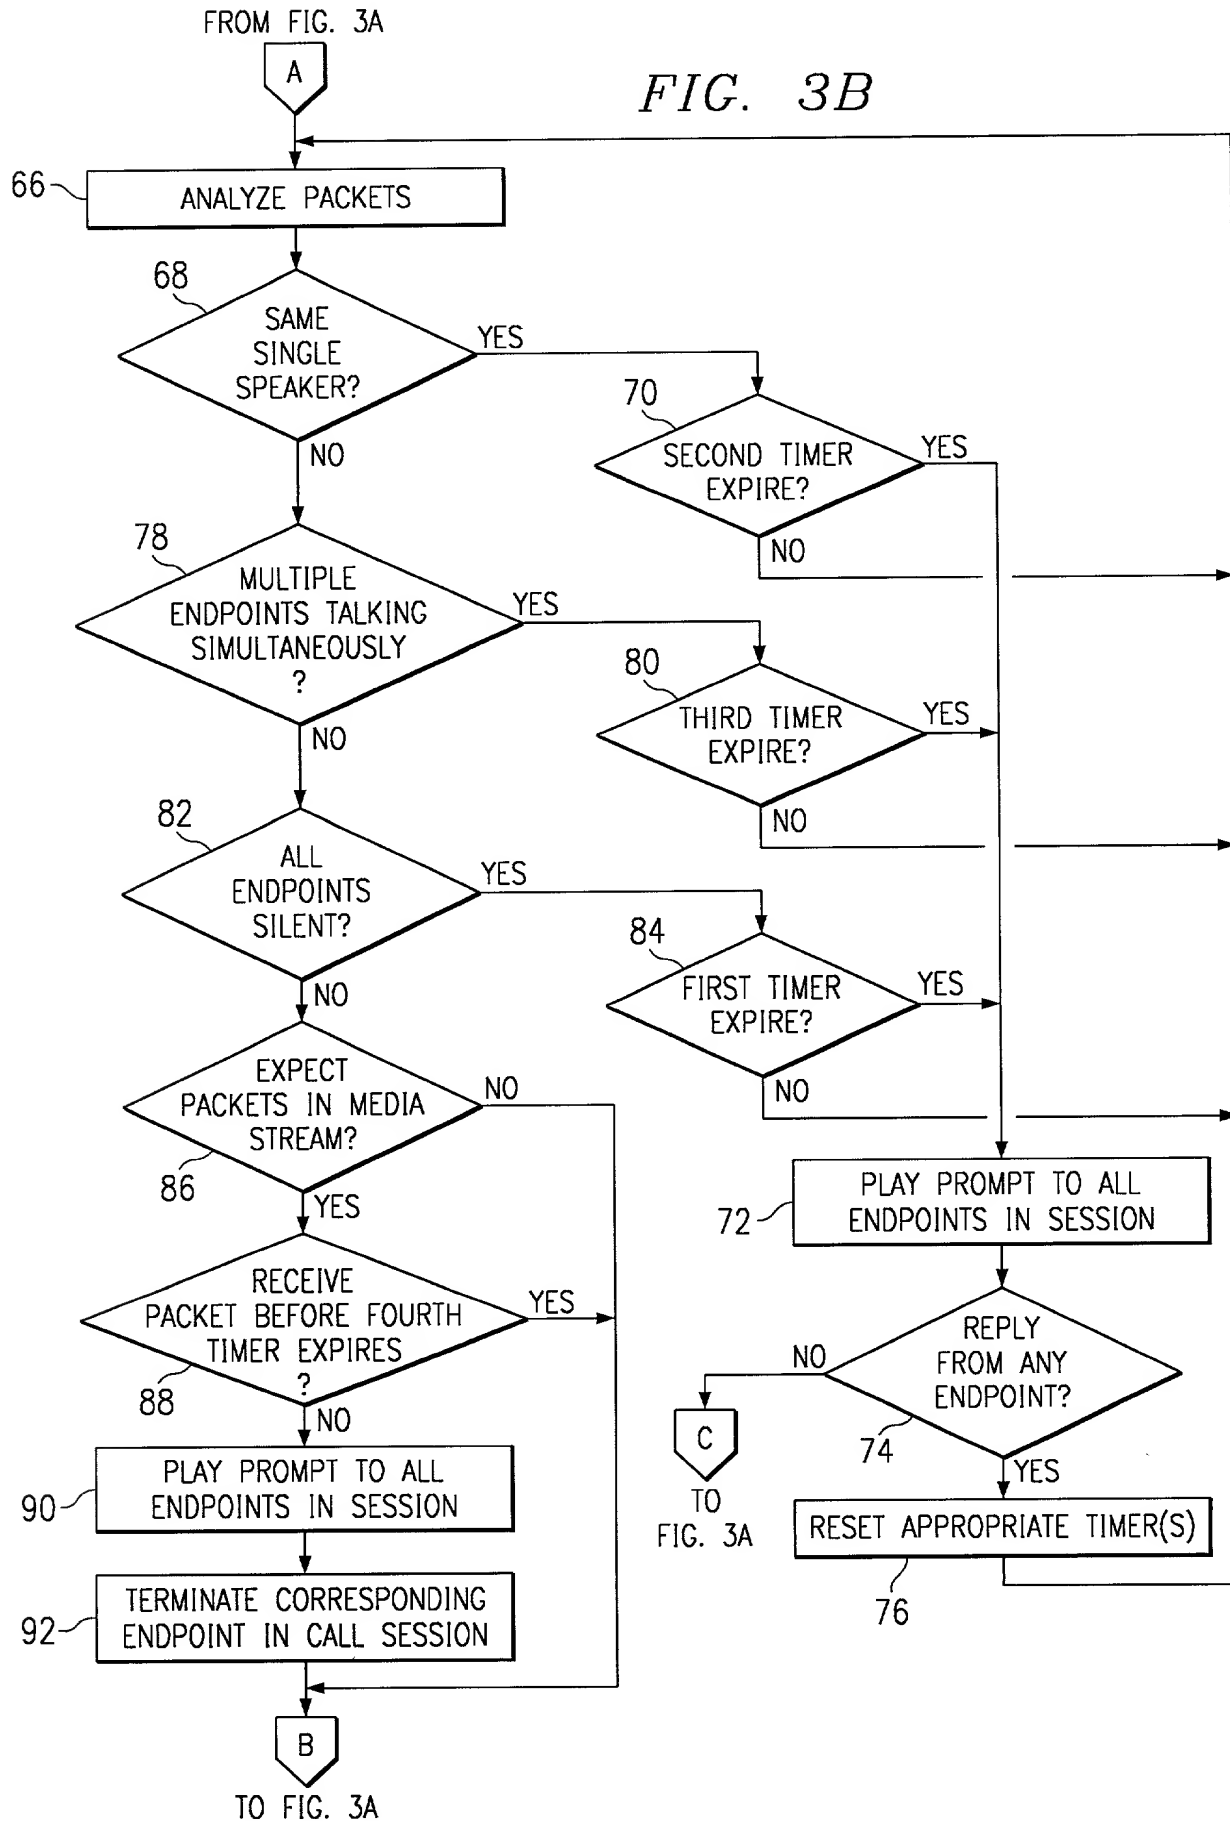 FROM FIG. 3A
A
FIG. 3B
66
ANALYZE PACKETS
68
SAME
SINGLE
SPEAKER?
YES
NO
70
SECOND TIMER
EXPIRE?
YES
NO
78
MULTIPLE
ENDPOINTS TALKING
SIMULTANEOUSLY
?
YES
NO
80
THIRD TIMER
EXPIRE?
YES
NO
82
ALL
ENDPOINTS
SILENT?
YES
NO
84
FIRST TIMER
EXPIRE?
YES
NO
EXPECT
PACKETS IN MEDIA
STREAM?
NO
86
YES
72
PLAY PROMPT TO ALL
ENDPOINTS IN SESSION
RECEIVE
PACKET BEFORE FOURTH
TIMER EXPIRES
?
YES
88
NO
REPLY
FROM ANY
ENDPOINT?
NO
74
YES
C
TO
FIG. 3A
90
PLAY PROMPT TO ALL
ENDPOINTS IN SESSION
RESET APPROPRIATE TIMER(S)
76
92
TERMINATE CORRESPONDING
ENDPOINT IN CALL SESSION
B
TO FIG. 3A